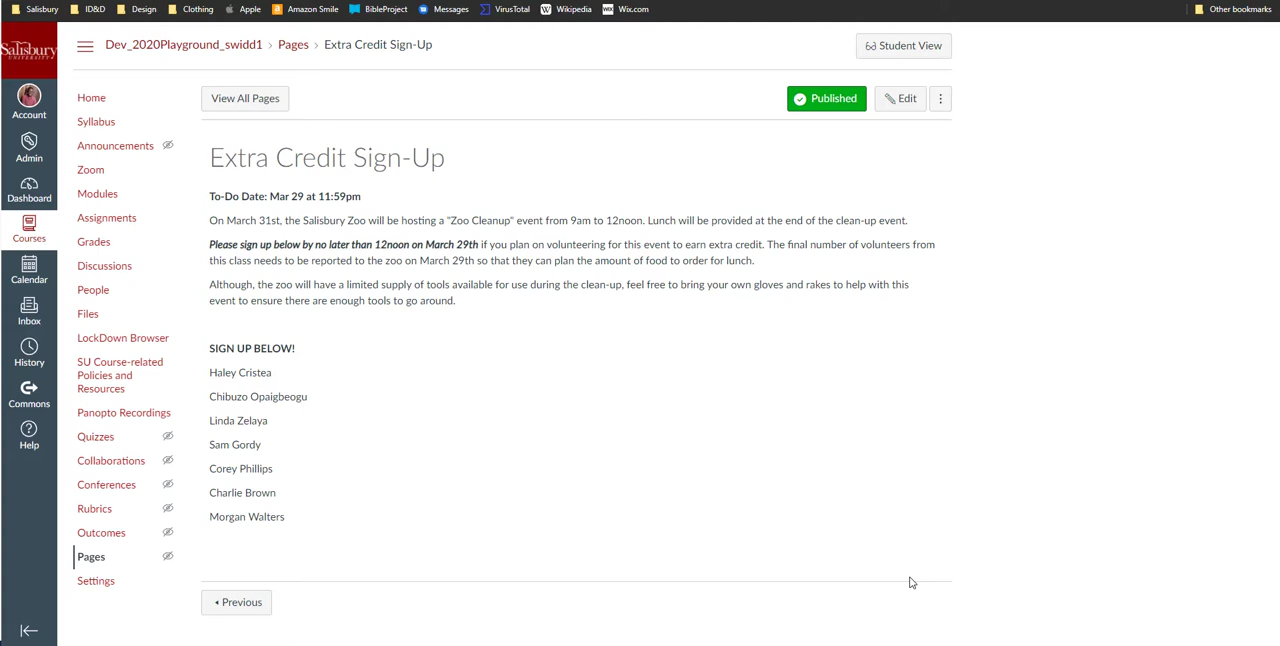 Salisbury ID&D Design Clothing Apple Amazon Smile BibleProject Messages VirusTotal Wikipedia Wix.com Other bookmarks
Salisbury
UNIVERSITY
Dev_2020Playground_swidd1 › Pages › Extra Credit Sign-Up
Student View
Account
Admin
Dashboard
Courses
Calendar
Inbox
History
Commons
Help
Home
Syllabus
Announcements
Zoom
Modules
Assignments
Grades
Discussions
People
Files
LockDown Browser
SU Course-related
Policies and
Resources
Panopto Recordings
Quizzes
Collaborations
Conferences
Rubrics
Outcomes
Pages
Settings
View All Pages
Published
Edit
Extra Credit Sign-Up
To-Do Date: Mar 29 at 11:59pm
On March 31st, the Salisbury Zoo will be hosting a "Zoo Cleanup" event from 9am to 12noon. Lunch will be provided at the end of the clean-up event.
Please sign up below by no later than 12noon on March 29th if you plan on volunteering for this event to earn extra credit. The final number of volunteers from
this class needs to be reported to the zoo on March 29th so that they can plan the amount of food to order for lunch.
Although, the zoo will have a limited supply of tools available for use during the clean-up, feel free to bring your own gloves and rakes to help with this
event to ensure there are enough tools to go around.
SIGN UP BELOW!
Haley Cristea
Chibuzo Opaigbeogu
Linda Zelaya
Sam Gordy
Corey Phillips
Charlie Brown
Morgan Walters
Previous